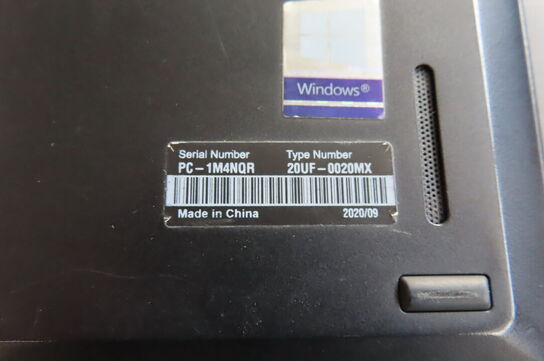 Windows®
Serial Number Type Number
PC-1M4NQR 20UF-0020MX
Made in China 2020/09